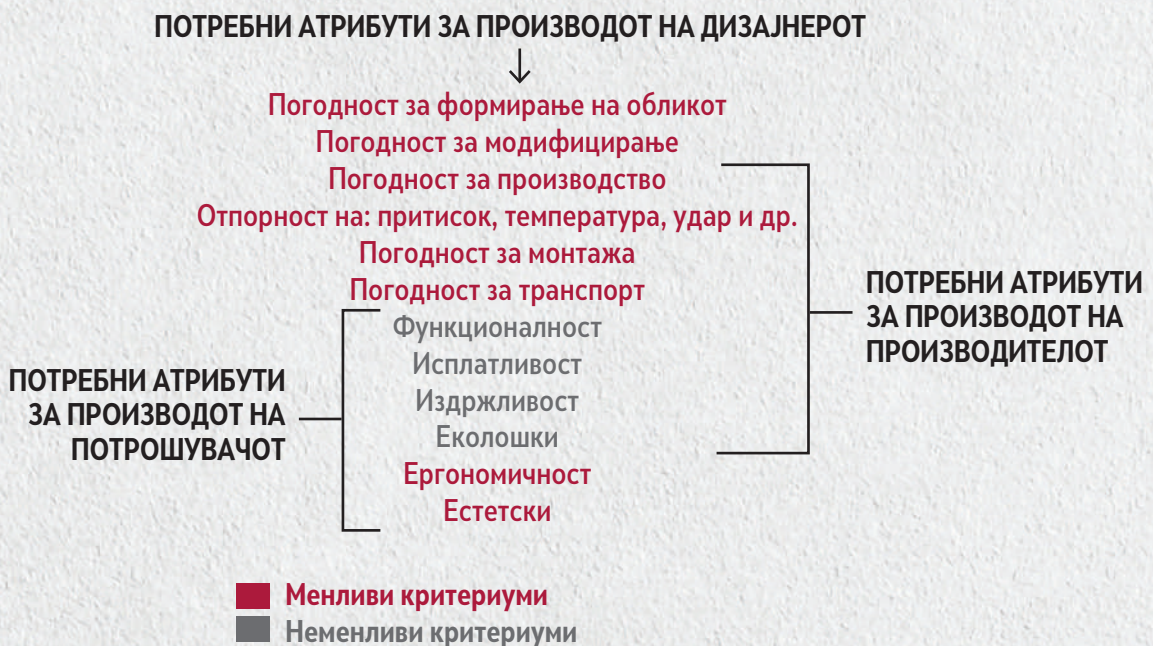 ПОТРЕБНИ АТРИБУТИ ЗА ПРОИЗВОДОТ НА ДИЗАЈНЕРОТ
Погодност за формирање на обликот
Погодност за модифицирање
Погодност за производство
Отпорност на: притисок, температура, удар и др.
Погодност за монтажа
Погодност за транспорт
Функционалност
Исплатливост
Издржливост
Еколошки
Ергономичност
Естетски
ПОТРЕБНИ АТРИБУТИ
ЗА ПРОИЗВОДОТ НА
ПРОИЗВОДИТЕЛОТ
ПОТРЕБНИ АТРИБУТИ
ЗА ПРОИЗВОДОТ НА
ПОТРОШУВАЧОТ
Менливи критериуми
Неменливи критериуми